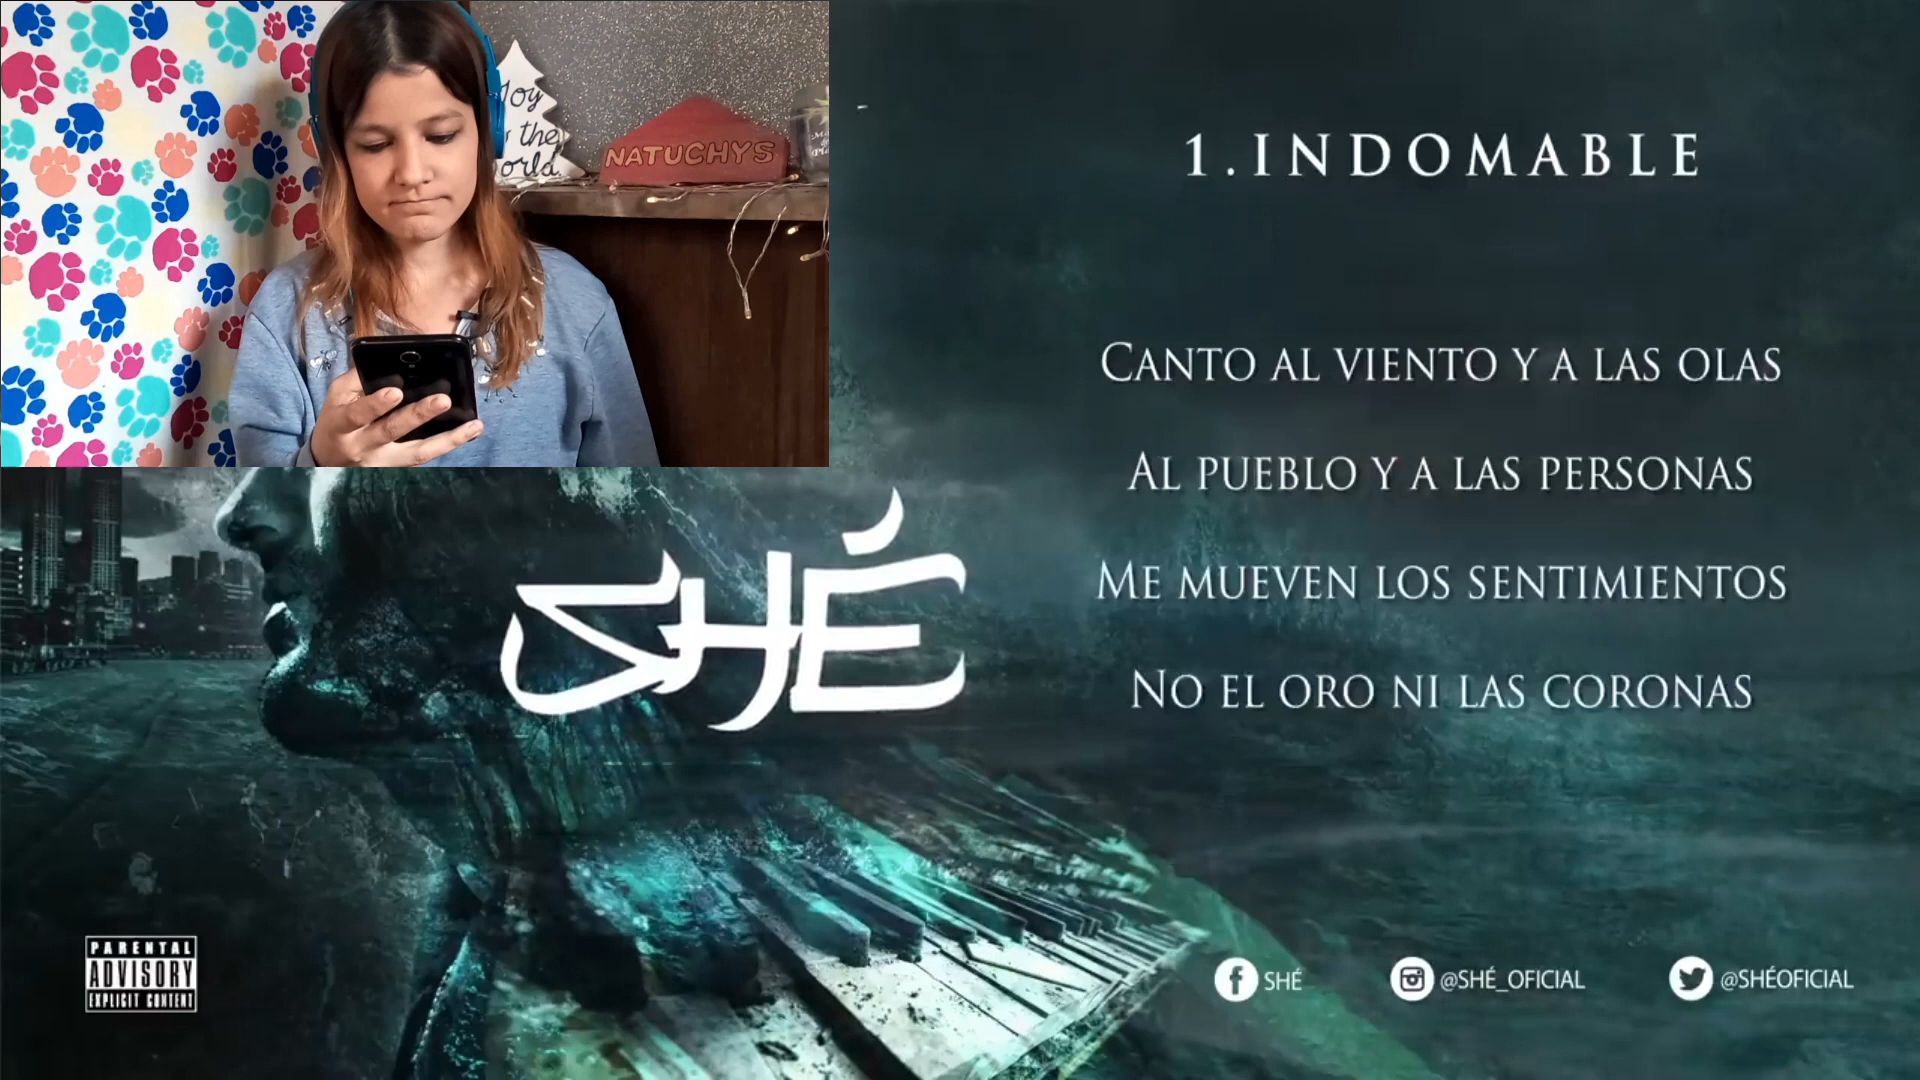 Joy
the
NATUCHYS
1. INDOMABLE
CANTO AL VIENTO Y A LAS OLAS
AL PUEBLO Y A LAS PERSONAS
ME MUEVEN LOS SENTIMIENTOS
NO EL ORO NI LAS CORONAS
SHÉ
PARENTAL
ADVISORY
EXPLICIT CONTENT
SHÉ
@SHÉ_OFICIAL
@SHÉOFICIAL